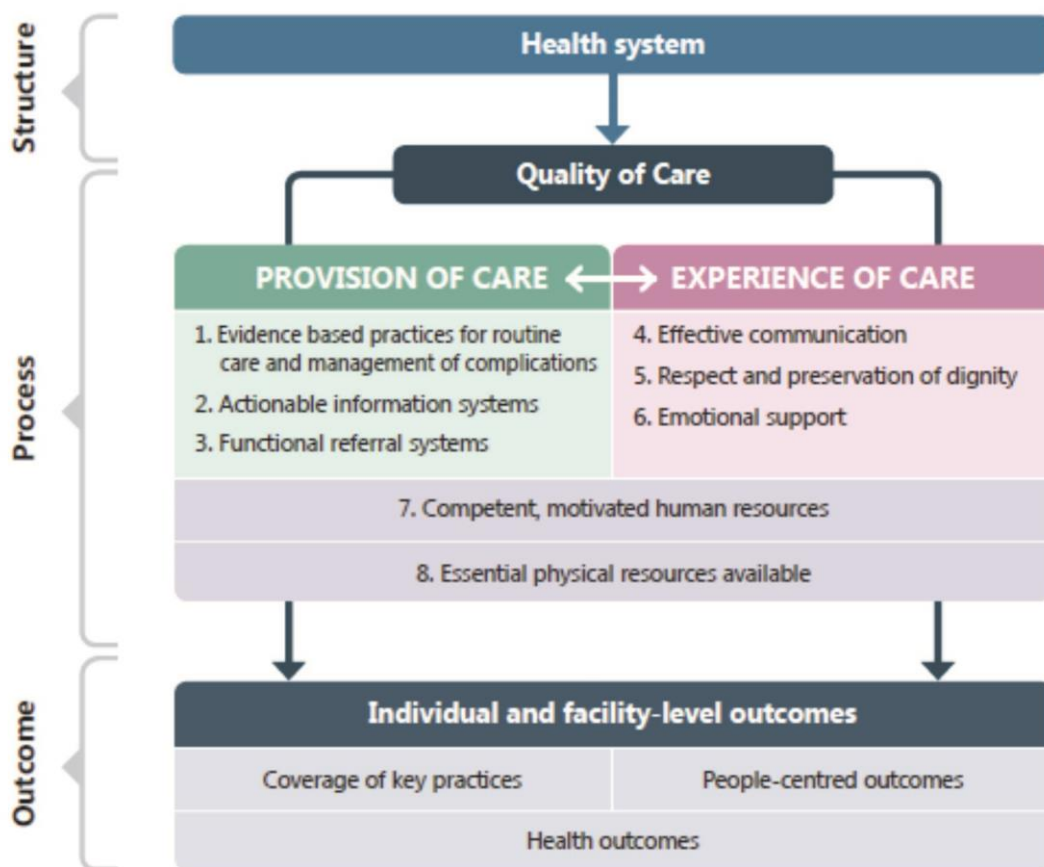 Structure
Health system
Quality of Care
Process
PROVISION OF CARE
EXPERIENCE OF CARE
1. Evidence based practices for routine
care and management of complications
2. Actionable information systems
3. Functional referral systems
4. Effective communication
5. Respect and preservation of dignity
6. Emotional support
7. Competent, motivated human resources
8. Essential physical resources available
Outcome
Individual and facility-level outcomes
Coverage of key practices
People-centred outcomes
Health outcomes